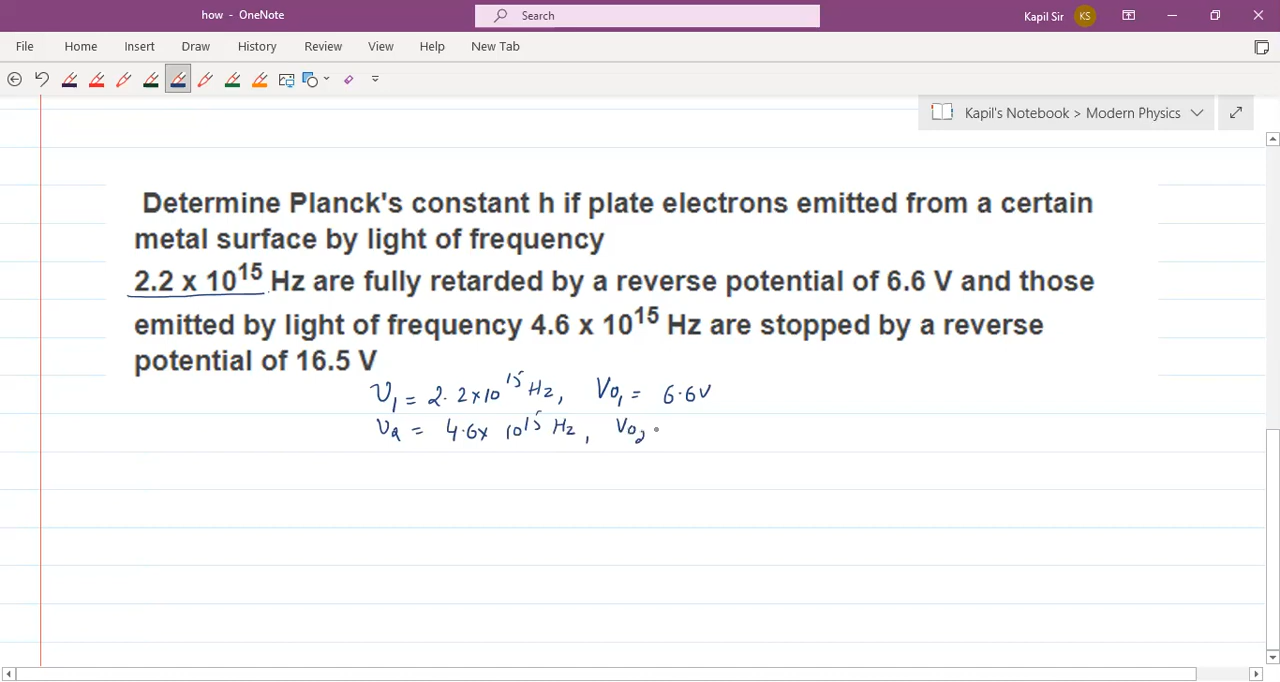 how - OneNote
Search
Kapil Sir
KS
File Home Insert Draw History Review View Help New Tab
Kapil's Notebook > Modern Physics
Determine Planck's constant h if plate electrons emitted from a certain
metal surface by light of frequency
2.2 x 10¹⁵ Hz are fully retarded by a reverse potential of 6.6 V and those
emitted by light of frequency 4.6 x 10¹⁵ Hz are stopped by a reverse
potential of 16.5 V
ν₁ = 2.2x10¹⁵ Hz, V₀₁ = 6.6V
ν₂ = 4.6x 10¹⁵ Hz, V₀₂